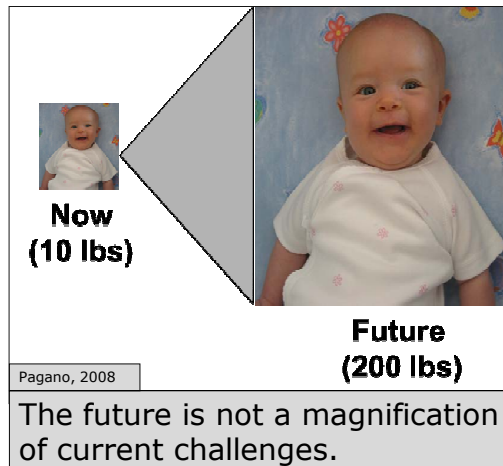 Now
(10 lbs)
Future
(200 lbs)
Pagano, 2008
The future is not a magnification
of current challenges.